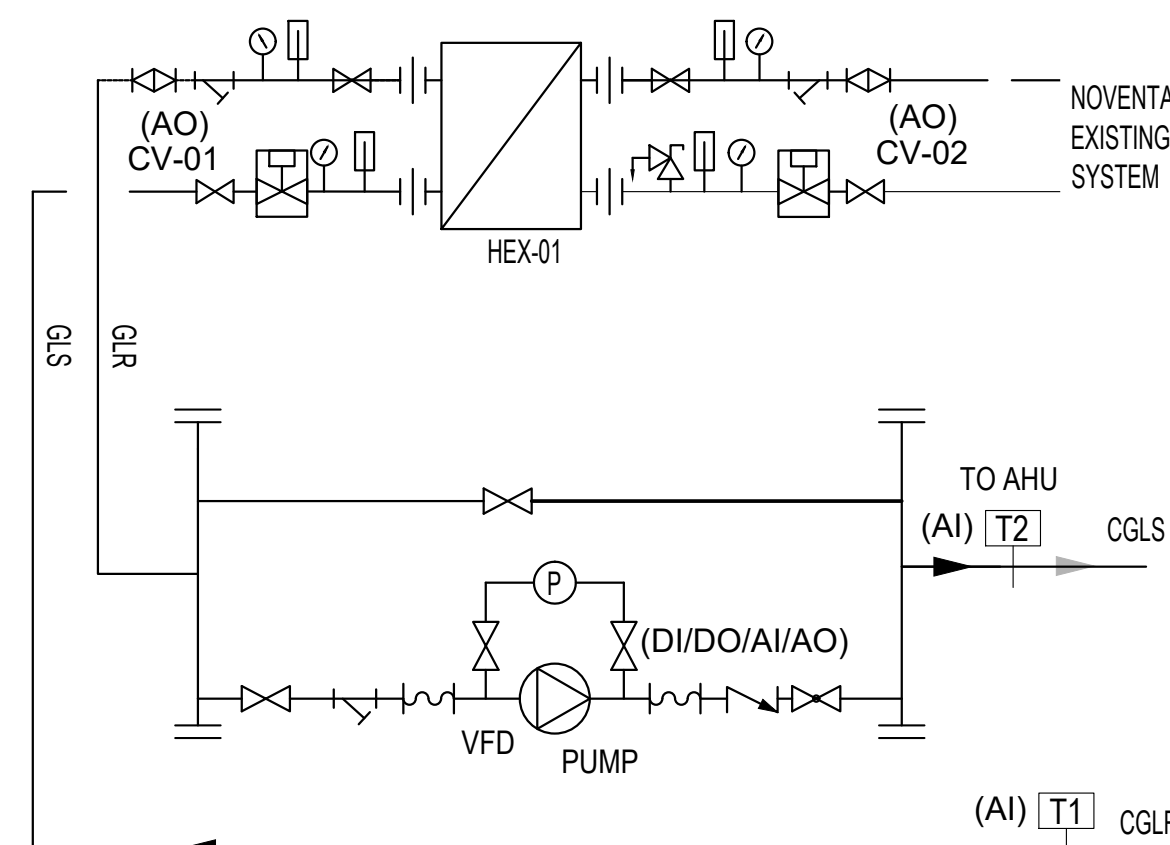 (AO)
CV-01
(AO)
CV-02
NOVENTA
EXISTING
SYSTEM
HEX-01
GLS
GLR
TO AHU
(AI) T2 CGLS
P
(DI/DO/AI/AO)
VFD
PUMP
(AI) T1